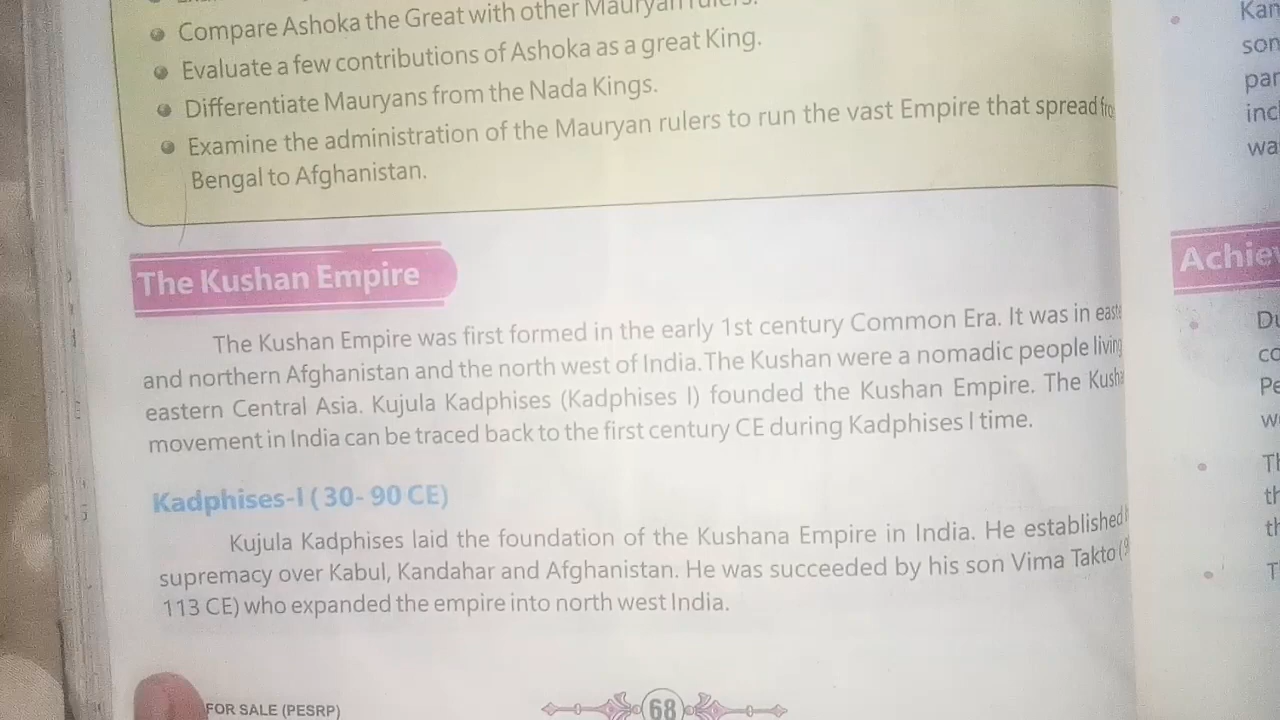 Compare Ashoka the Great with other Mauryan rulers.
Evaluate a few contributions of Ashoka as a great King.
Differentiate Mauryans from the Nada Kings.
Examine the administration of the Mauryan rulers to run the vast Empire that spread
Bengal to Afghanistan.
The Kushan Empire
The Kushan Empire was first formed in the early 1st century Common Era. It was in
and northern Afghanistan and the north west of India. The Kushan were a nomadic people living
eastern Central Asia. Kujula Kadphises (Kadphises I) founded the Kushan Empire. The
movement in India can be traced back to the first century CE during Kadphises I time.
Kadphises-I (30- 90 CE)
Kujula Kadphises laid the foundation of the Kushana Empire in India. He established
supremacy over Kabul, Kandahar and Afghanistan. He was succeeded by his son Vima Takto
113 CE) who expanded the empire into north west India.
FOR SALE (PESRP)
68